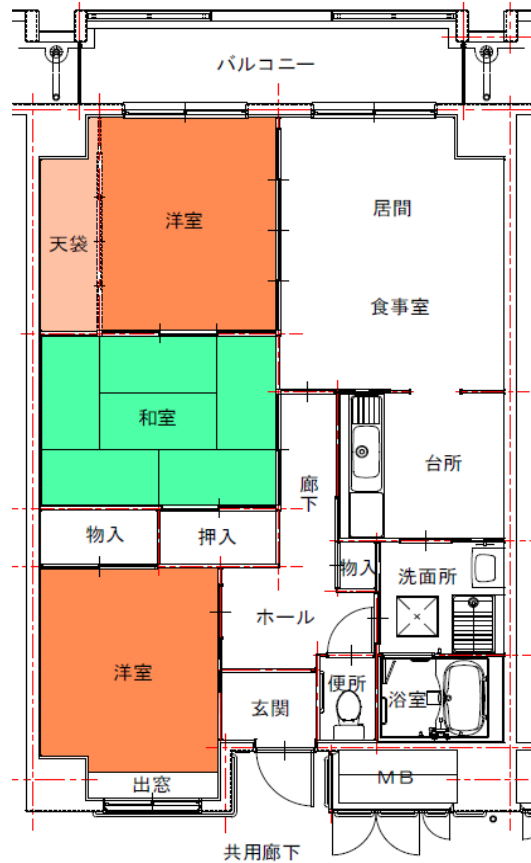 バルコニー
洋室
居間
天袋
食事室
和室
台所
廊下
物入
押入
物入
洗面所
ホール
洋室
便所
浴室
玄関
出窓
MB
共用廊下